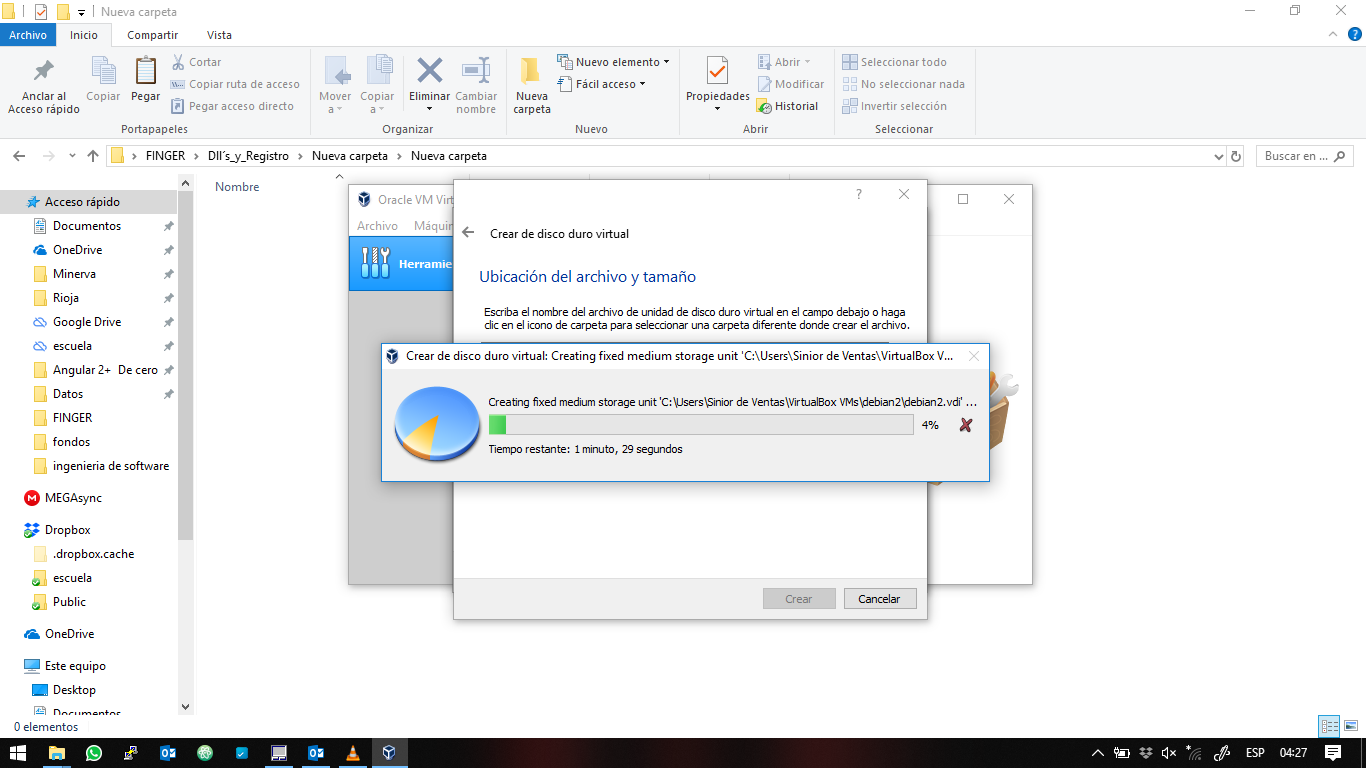 Nueva carpeta
Archivo
Inicio
Compartir
Vista
Anclar al
Acceso rápido
Copiar
Pegar
Cortar
Copiar ruta de acceso
Pegar acceso directo
Portapapeles
Mover
a
Copiar
a
Eliminar
Cambiar
nombre
Organizar
Nueva
carpeta
Nuevo elemento
Fácil acceso
Nuevo
Propiedades
Abrir
Modificar
Historial
Abrir
Seleccionar todo
No seleccionar nada
Invertir selección
Seleccionar
FINGER
Dll´s_y_Registro
Nueva carpeta
Nueva carpeta
Buscar en ...
Nombre
Acceso rápido
Documentos
OneDrive
Minerva
Rioja
Google Drive
escuela
Angular 2+  De cero
Datos
FINGER
fondos
ingenieria de software
MEGAsync
Dropbox
.dropbox.cache
escuela
Public
OneDrive
Este equipo
Desktop
Documentos
0 elementos
Oracle VM Virt
Archivo
Máquin
Herramie
?
Crear de disco duro virtual
Ubicación del archivo y tamaño
Escriba el nombre del archivo de unidad de disco duro virtual en el campo debajo o haga
clic en el icono de carpeta para seleccionar una carpeta diferente donde crear el archivo.
Crear de disco duro virtual: Creating fixed medium storage unit 'C:\Users\Sinior de Ventas\VirtualBox V...
Creating fixed medium storage unit 'C:\Users\Sinior de Ventas\VirtualBox VMs\debian2\debian2.vdi' ...
4%
Tiempo restante: 1 minuto, 29 segundos
Crear
Cancelar
ESP
04:27